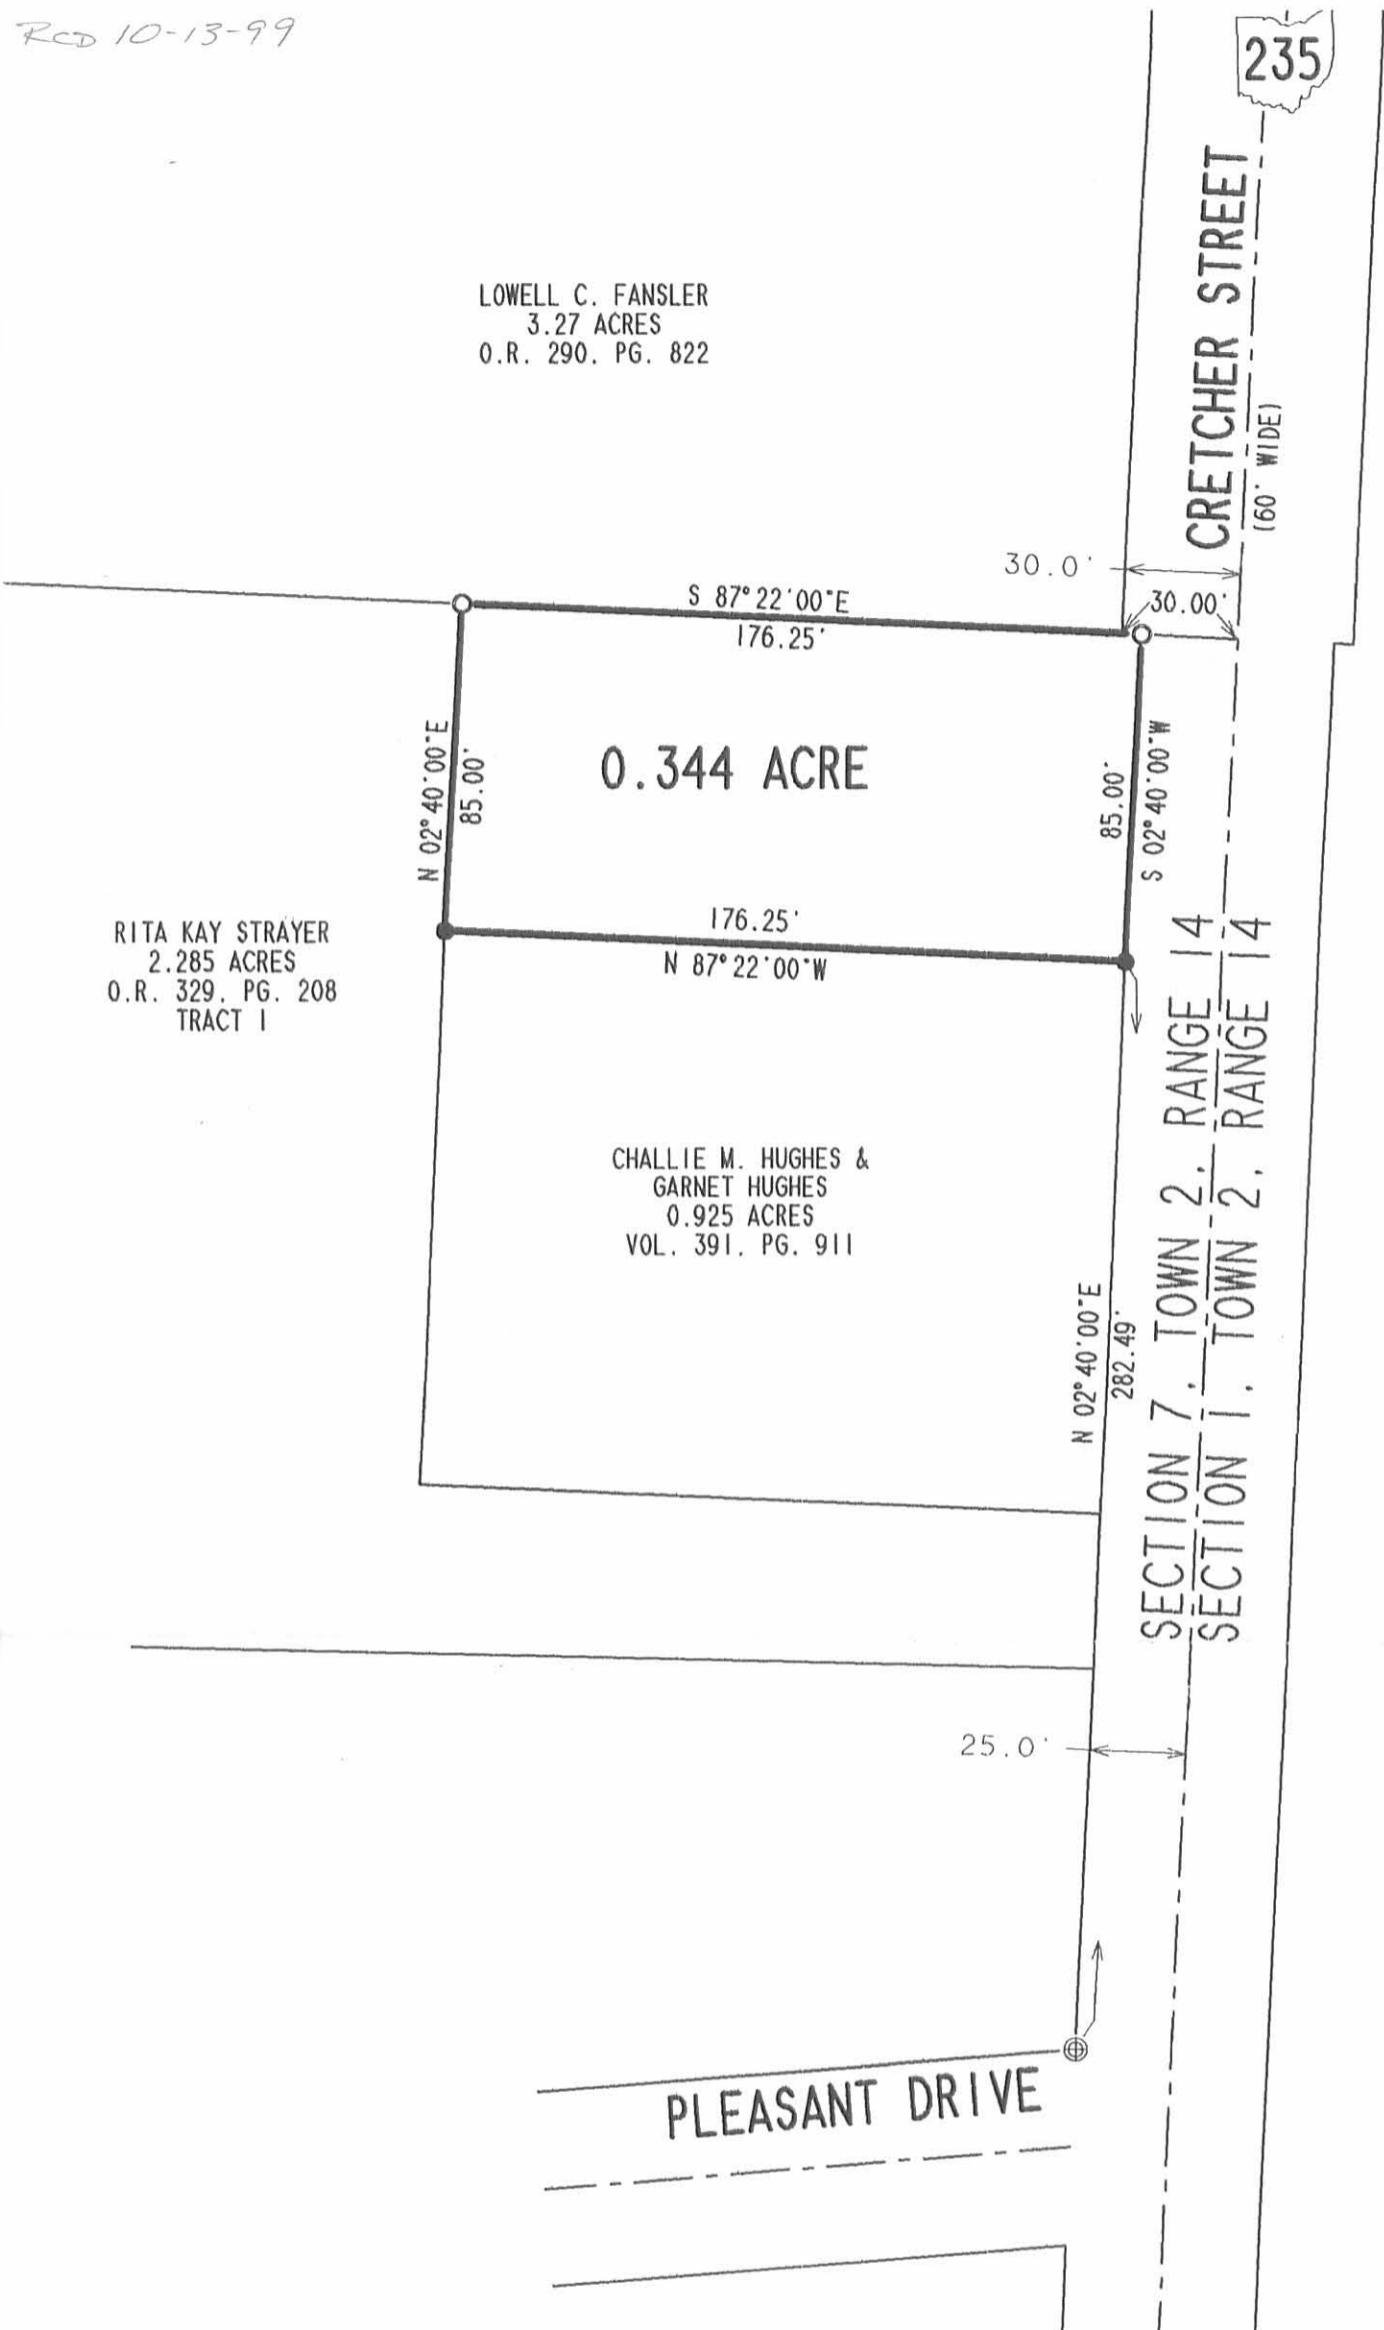 RCD 10-13-99
235
CRETCHER STREET
(60' WIDE)
LOWELL C. FANSLER
3.27 ACRES
O.R. 290, PG. 822
30.0'
30.00'
S 87°22'00"E
176.25'
N 02°40'00"E
85.00'
0.344 ACRE
85.00'
S 02°40'00"W
176.25'
N 87°22'00"W
RITA KAY STRAYER
2.285 ACRES
O.R. 329, PG. 208
TRACT 1
CHALLIE M. HUGHES &
GARNET HUGHES
0.925 ACRES
VOL. 391, PG. 911
N 02°40'00"E
282.49'
SECTION 7, TOWN 2, RANGE 14
SECTION 1, TOWN 2, RANGE 14
25.0'
PLEASANT DRIVE